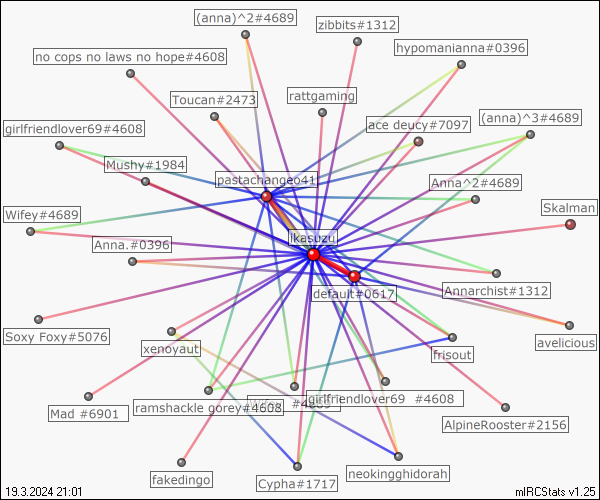 (anna)^2#4689
zibbits#1312
hypomanianna#0396
no cops no laws no hope#4608
Toucan#2473
rattgaming
girlfriendlover69#4608
ace deucy#7097
(anna)^3#4689
Mushy#1984
pastachangeo41
Anna^2#4689
Wifey#4689
Skalman
ikasuzu
Anna.#0396
default#0617
Annarchist#1312
Soxy Foxy#5076
xenoyaut
frisout
avelicious
girlfriendlover69 #4608
Mad #6901
ramshackle gorey#4608
AlpineRooster#2156
fakedingo
Cypha#1717
neokingghidorah
19.3.2024 21:01
mIRCStats v1.25